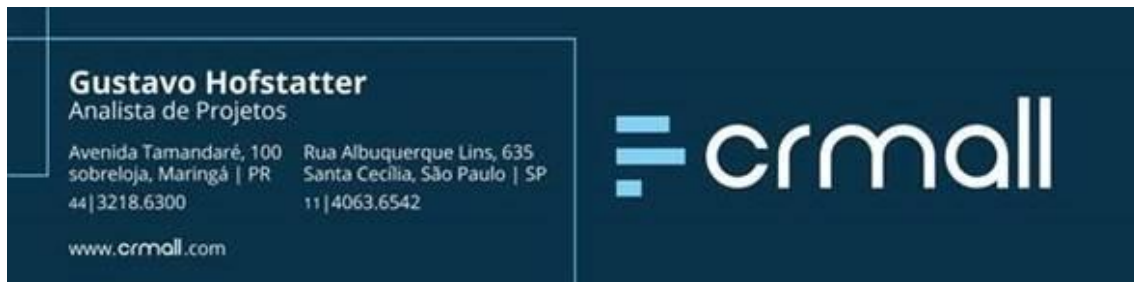 Gustavo Hofstatter
Analista de Projetos
Avenida Tamandaré, 100
sobreloja, Maringá | PR
44|3218.6300
Rua Albuquerque Lins, 635
Santa Cecília, São Paulo | SP
11|4063.6542
www.crmall.com
crmall